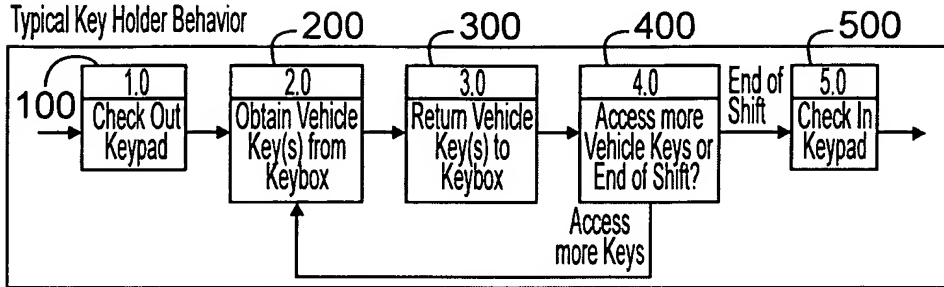 Typical Key Holder Behavior
100
200
300
400
500
1.0
Check Out
Keypad
2.0
Obtain Vehicle
Key(s) from
Keybox
3.0
Return Vehicle
Key(s) to
Keybox
4.0
Access more
Vehicle Keys or
End of Shift?
End of
Shift
5.0
Check In
Keypad
Access
more Keys